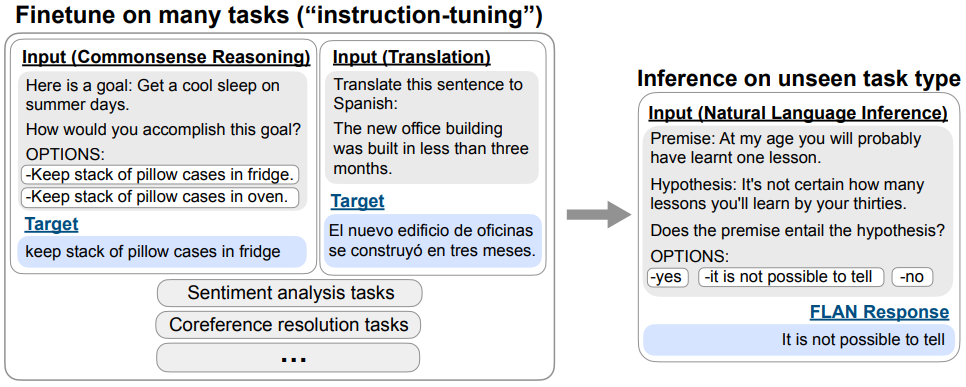 Finetune on many tasks (“instruction-tuning”)
Input (Commonsense Reasoning)
Here is a goal: Get a cool sleep on
summer days.
How would you accomplish this goal?
OPTIONS:
-Keep stack of pillow cases in fridge.
-Keep stack of pillow cases in oven.
Target
keep stack of pillow cases in fridge
Input (Translation)
Translate this sentence to
Spanish:
The new office building
was built in less than three
months.
Target
El nuevo edificio de oficinas
se construyó en tres meses.
Sentiment analysis tasks
Coreference resolution tasks
...
Inference on unseen task type
Input (Natural Language Inference)
Premise: At my age you will probably
have learnt one lesson.
Hypothesis: It's not certain how many
lessons you'll learn by your thirties.
Does the premise entail the hypothesis?
OPTIONS:
-yes -it is not possible to tell -no
FLAN Response
It is not possible to tell